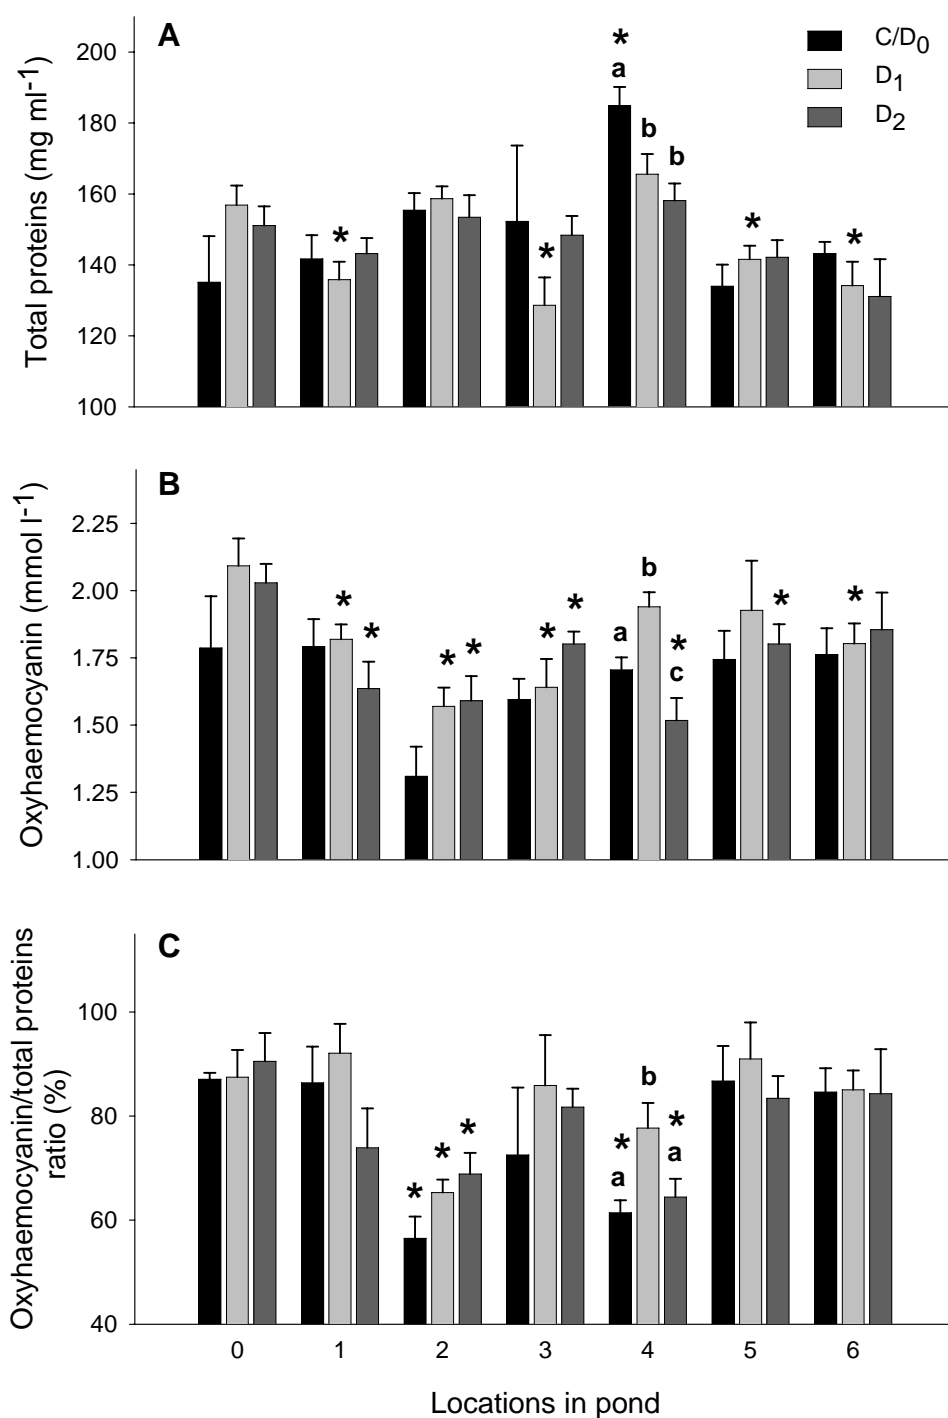 A
Total proteins (mg ml-1)
200
180
160
140
120
100
*
a
b
b
*
*
*
*
C/D0
D1
D2
B
Oxyhaemocyanin (mmol l-1)
2.25
2.00
1.75
1.50
1.25
1.00
*
*
*
*
*
*
a
b
*
c
*
*
C
Oxyhaemocyanin/total proteins
ratio (%)
100
80
60
40
*
*
*
*
a
b
*
a
0 1 2 3 4 5 6
Locations in pond